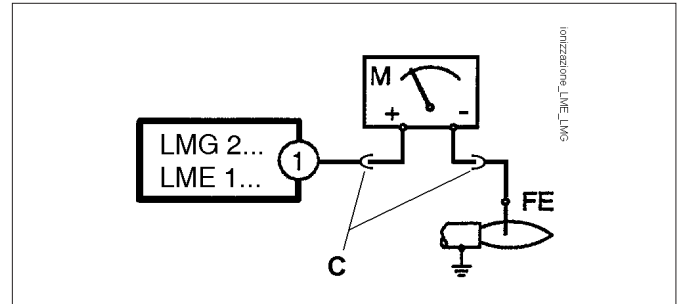 ionizzazione_LME_LMG
M
+ -
LMG 2...
LME 1...
1
FE
C